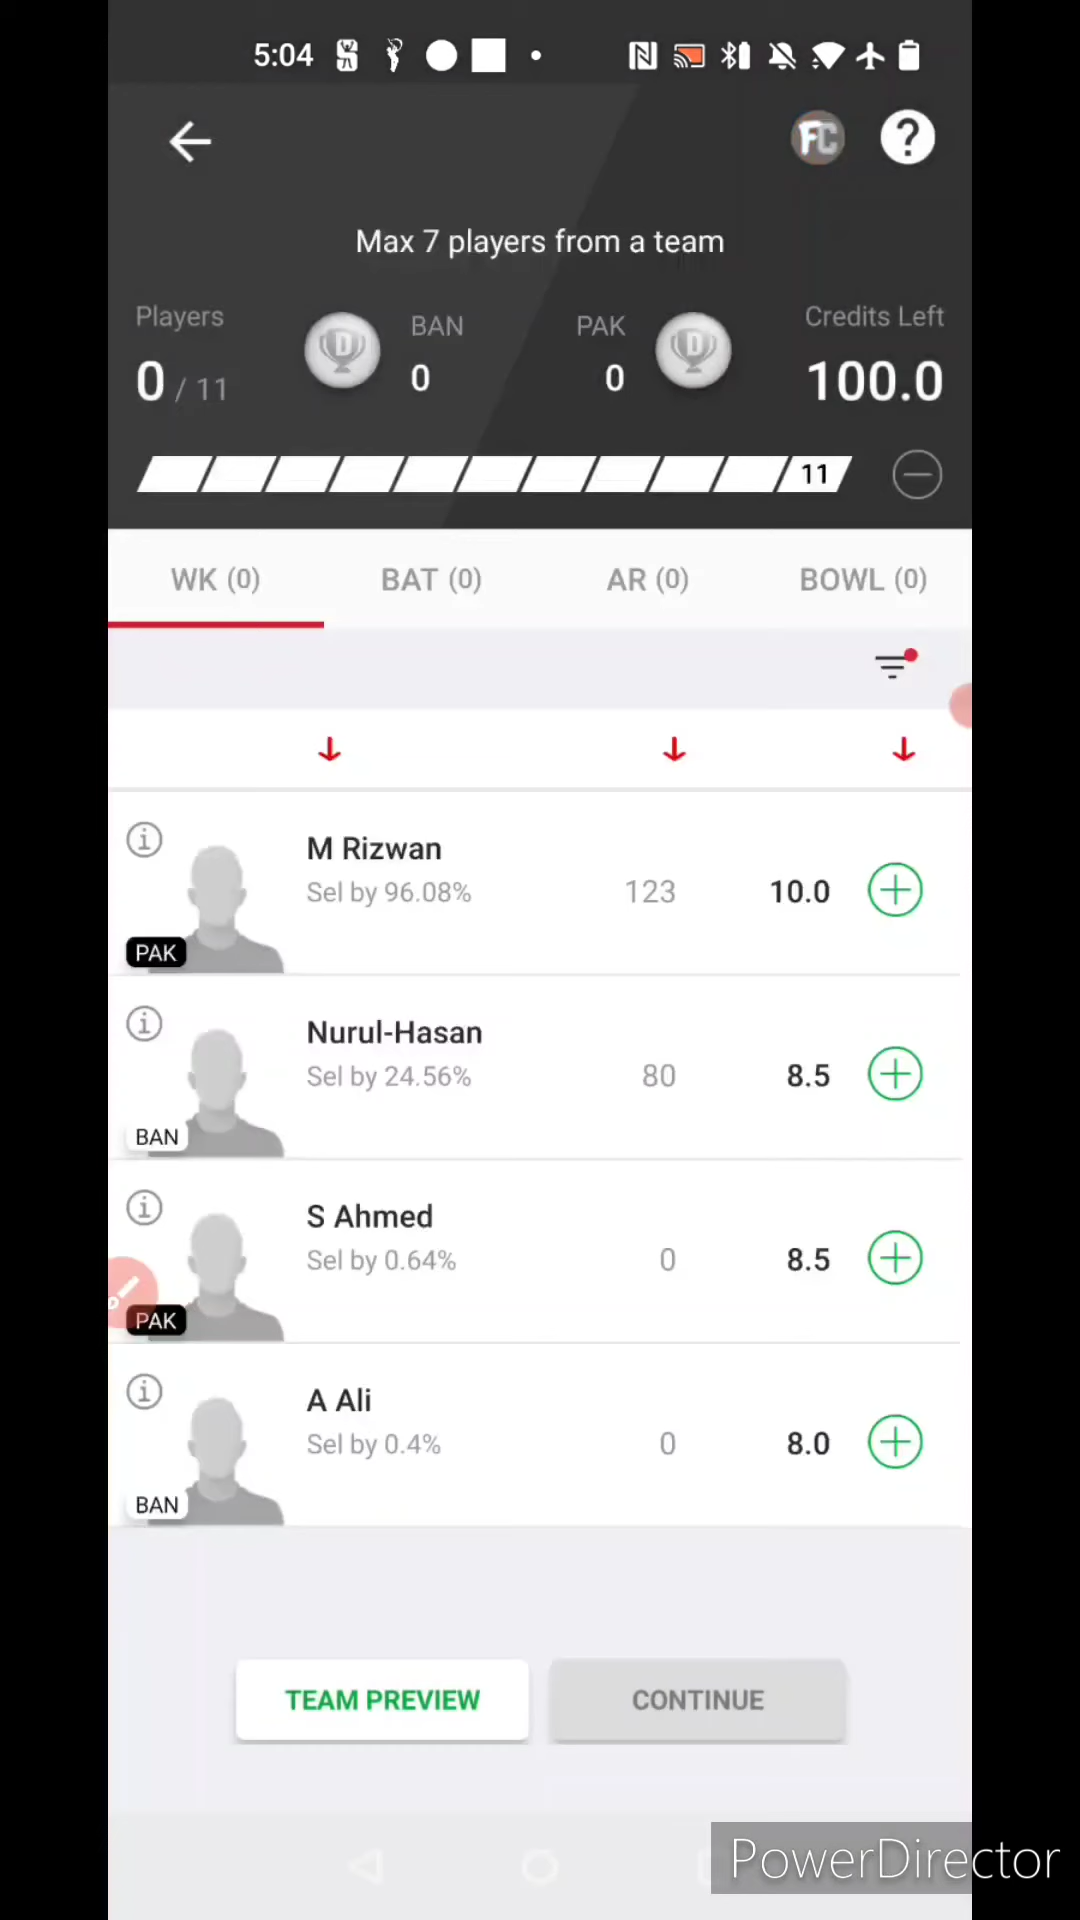 5:04
FC ?
Max 7 players from a team
Players BAN PAK Credits Left
0 / 11 D 0 0 D 100.0
11
WK (0) BAT (0) AR (0) BOWL (0)
M Rizwan
Sel by 96.08% 123 10.0
PAK
Nurul-Hasan
Sel by 24.56% 80 8.5
BAN
S Ahmed
Sel by 0.64% 0 8.5
PAK
A Ali
Sel by 0.4% 0 8.0
BAN
TEAM PREVIEW CONTINUE
PowerDirector